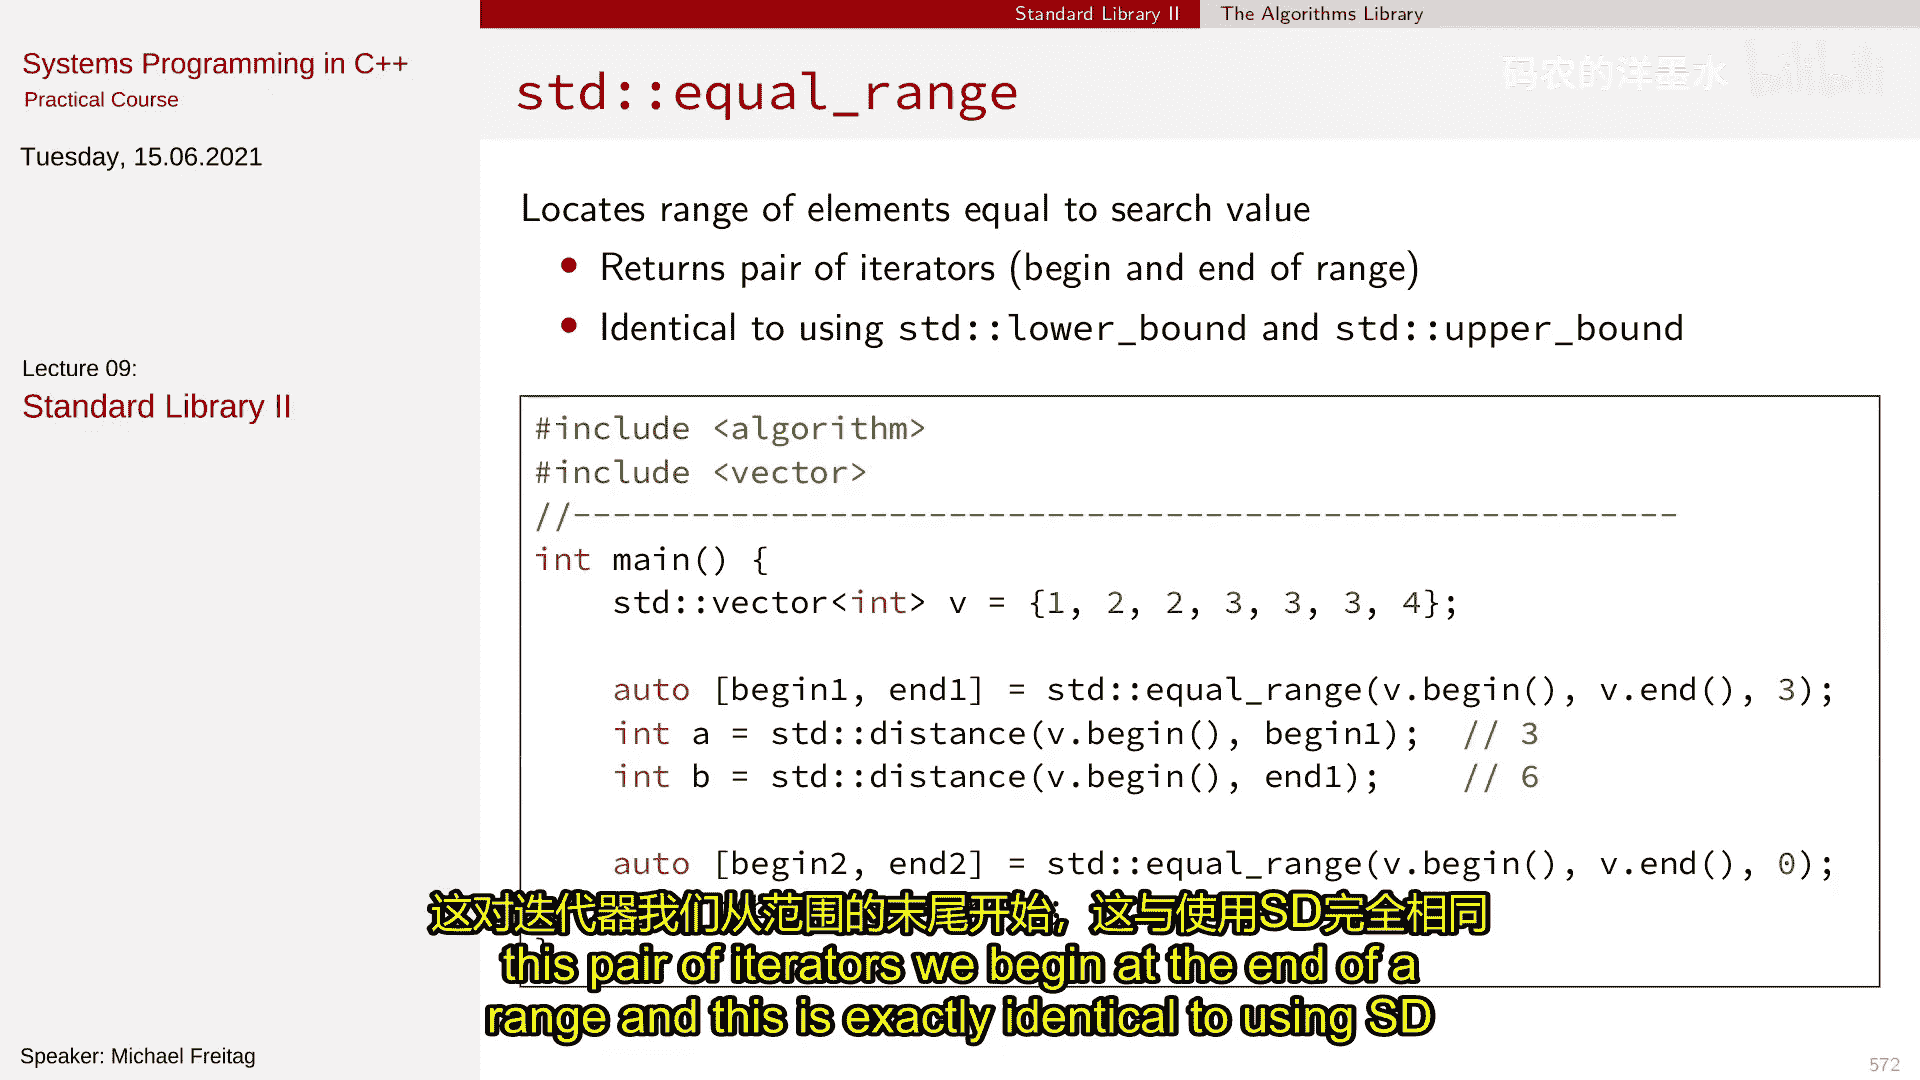 Standard Library II
The Algorithms Library
Systems Programming in C++
Practical Course
Tuesday, 15.06.2021
Lecture 09:
Standard Library II
Speaker: Michael Freitag
码农的洋墨水 bilibili
std::equal_range
Locates range of elements equal to search value
• Returns pair of iterators (begin and end of range)
• Identical to using std::lower_bound and std::upper_bound
#include <algorithm>
#include <vector>
//---------------------------------------------------------
int main() {
    std::vector<int> v = {1, 2, 2, 3, 3, 3, 4};
    auto [begin1, end1] = std::equal_range(v.begin(), v.end(), 3);
    int a = std::distance(v.begin(), begin1);  // 3
    int b = std::distance(v.begin(), end1);    // 6
    auto [begin2, end2] = std::equal_range(v.begin(), v.end(), 0);
这对迭代器我们从范围的末尾开始，这与使用SD完全相同
this pair of iterators we begin at the end of a
range and this is exactly identical to using SD
572